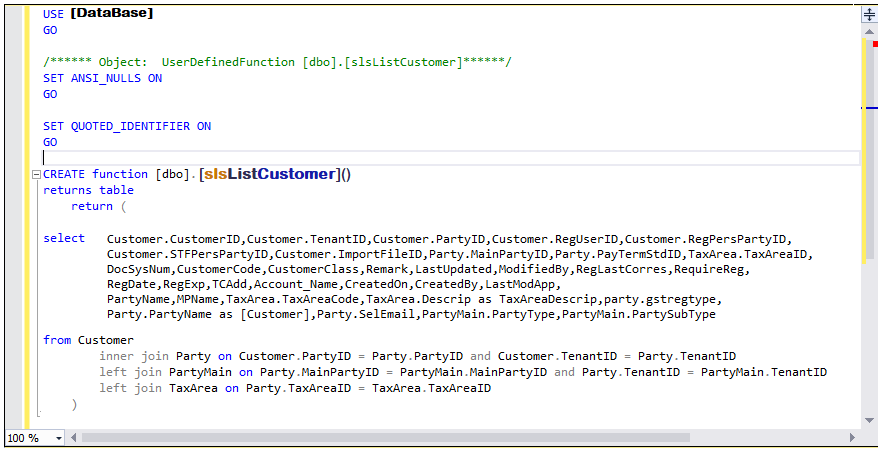 USE [DataBase]
GO
/****** Object:  UserDefinedFunction [dbo].[slsListCustomer]******/
SET ANSI_NULLS ON
GO
SET QUOTED_IDENTIFIER ON
GO
CREATE function [dbo].[slsListCustomer]()
returns table
return (
select   Customer.CustomerID,Customer.TenantID,Customer.PartyID,Customer.RegUserID,Customer.RegPersPartyID,
Customer.STFPersPartyID,Customer.ImportFileID,Party.MainPartyID,Party.PayTermStdID,TaxArea.TaxAreaID,
DocSysNum,CustomerCode,CustomerClass,Remark,LastUpdated,ModifiedBy,RegLastCorres,RequireReg,
RegDate,RegExp,TCAdd,Account_Name,CreatedOn,CreatedBy,LastModApp,
PartyName,MPName,TaxArea.TaxAreaCode,TaxArea.Descrip as TaxAreaDescrip,party.gstregtype,
Party.PartyName as [Customer],Party.SelEmail,PartyMain.PartyType,PartyMain.PartySubType
from Customer
inner join Party on Customer.PartyID = Party.PartyID and Customer.TenantID = Party.TenantID
left join PartyMain on Party.MainPartyID = PartyMain.MainPartyID and Party.TenantID = PartyMain.TenantID
left join TaxArea on Party.TaxAreaID = TaxArea.TaxAreaID
)
100 %